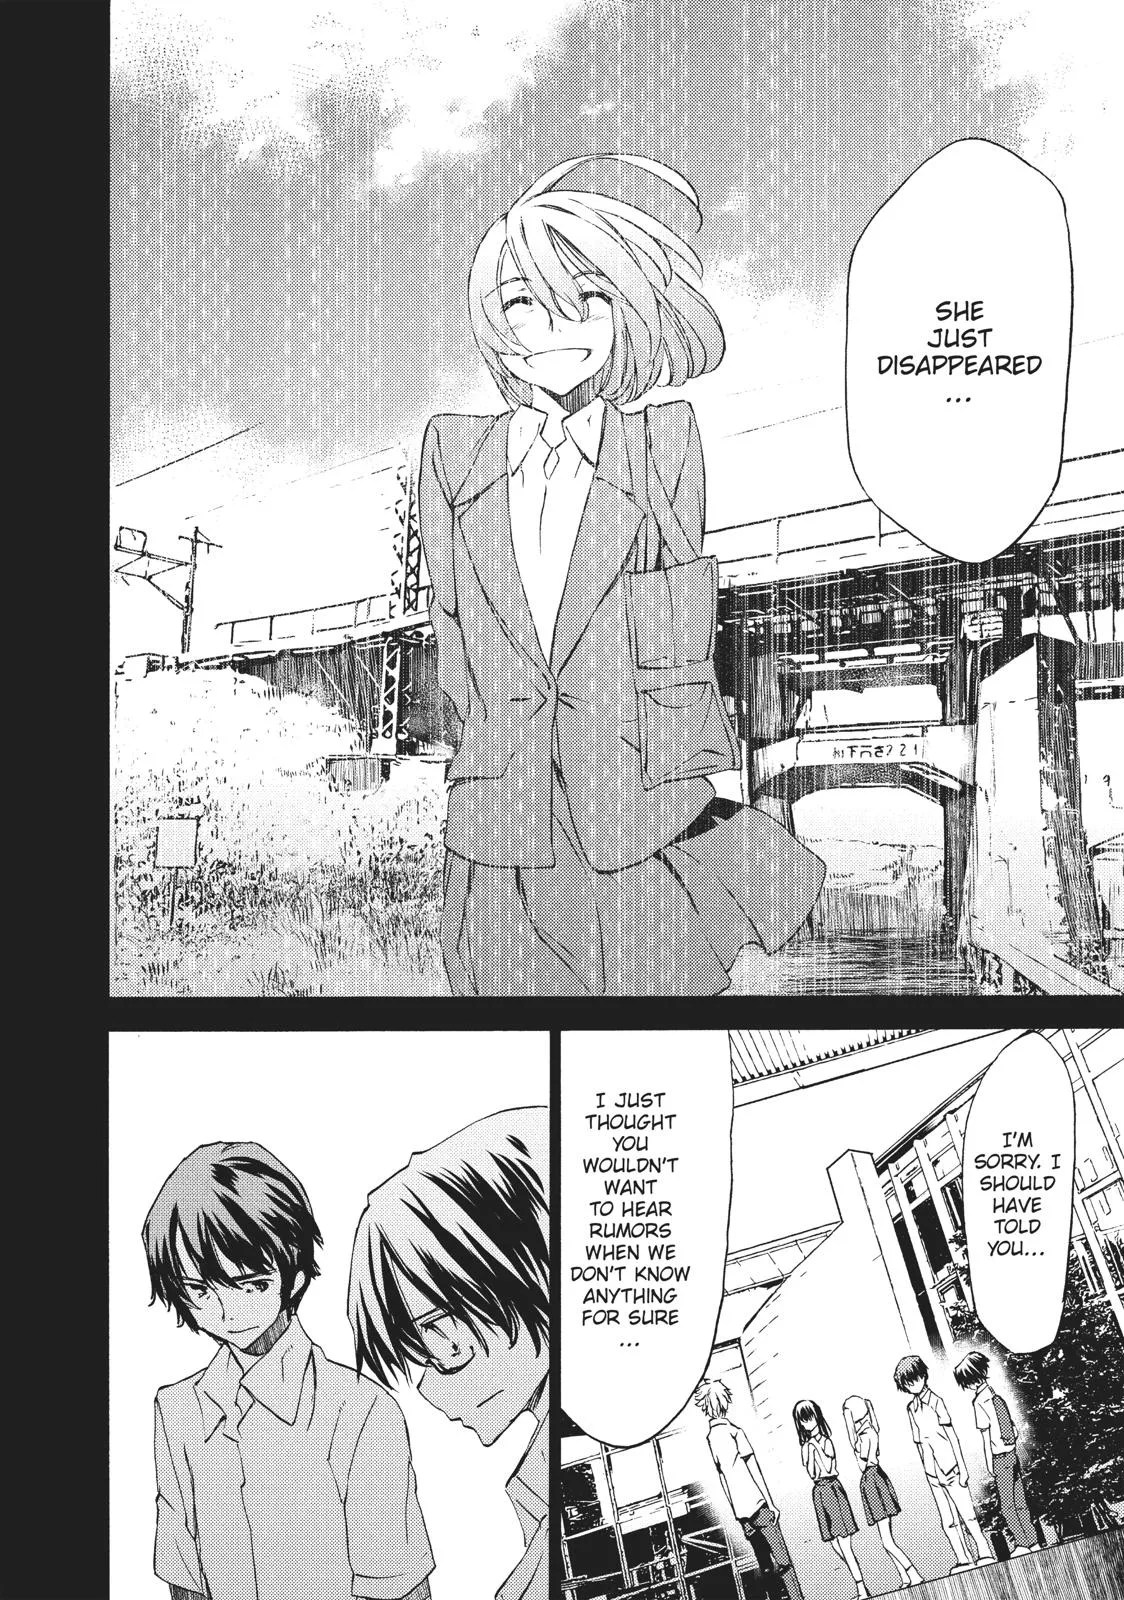 SHE
JUST
DISAPPEARED
...
I'M
SORRY. I
SHOULD
HAVE
TOLD
YOU...
I JUST
THOUGHT
YOU
WOULDN'T
WANT
TO HEAR
RUMORS
WHEN WE
DON'T KNOW
ANYTHING
FOR SURE
...